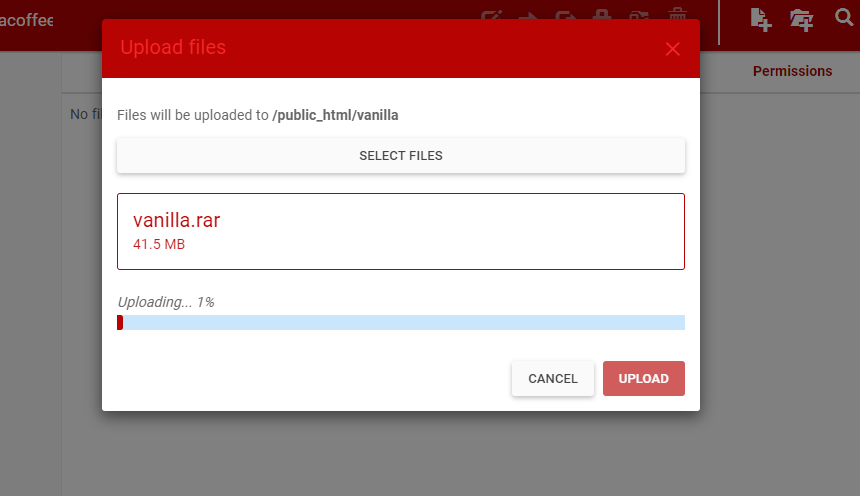 acoffee
Upload files
Permissions
No fil
Files will be uploaded to /public_html/vanilla
SELECT FILES
vanilla.rar
41.5 MB
Uploading... 1%
CANCEL
UPLOAD